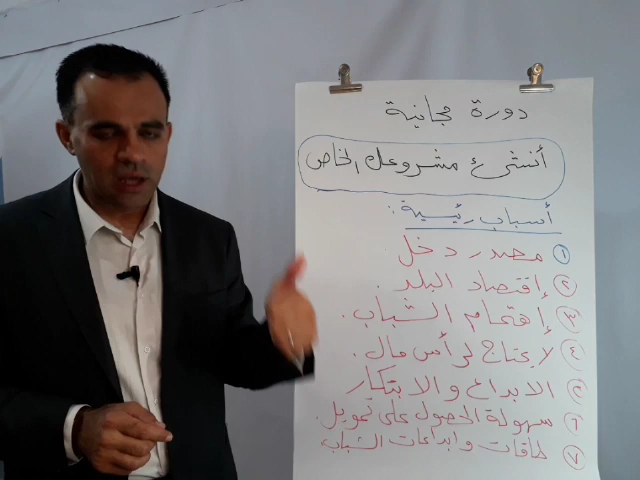 دورة مجانية
أنشئ مشروعك الخاص
أسباب رئيسية:
١ مصدر دخل.
٢ إقتصاد البلد.
٣ إهتمام الشباب.
٤ لا يحتاج لرأس مال.
٥ الابداع والابتكار
٦ سهولة الحصول على تمويل.
٧ طاقات وابداعات الشباب